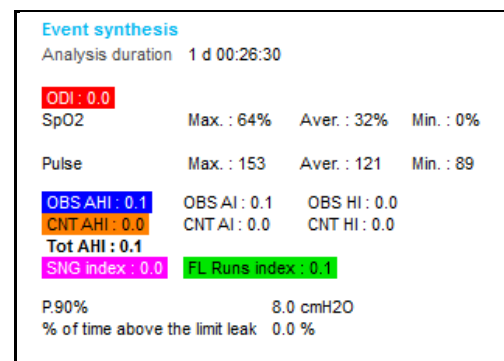 Event synthesis
Analysis duration 1 d 00:26:30
ODI : 0.0
SpO2 Max. : 64% Aver. : 32% Min. : 0%
Pulse Max. : 153 Aver. : 121 Min. : 89
OBS AHI : 0.1 OBS AI : 0.1 OBS HI : 0.0
CNT AHI : 0.0 CNT AI : 0.0 CNT HI : 0.0
Tot AHI : 0.1
SNG index : 0.0 FL Runs index : 0.1
P.90% 8.0 cmH2O
% of time above the limit leak 0.0 %